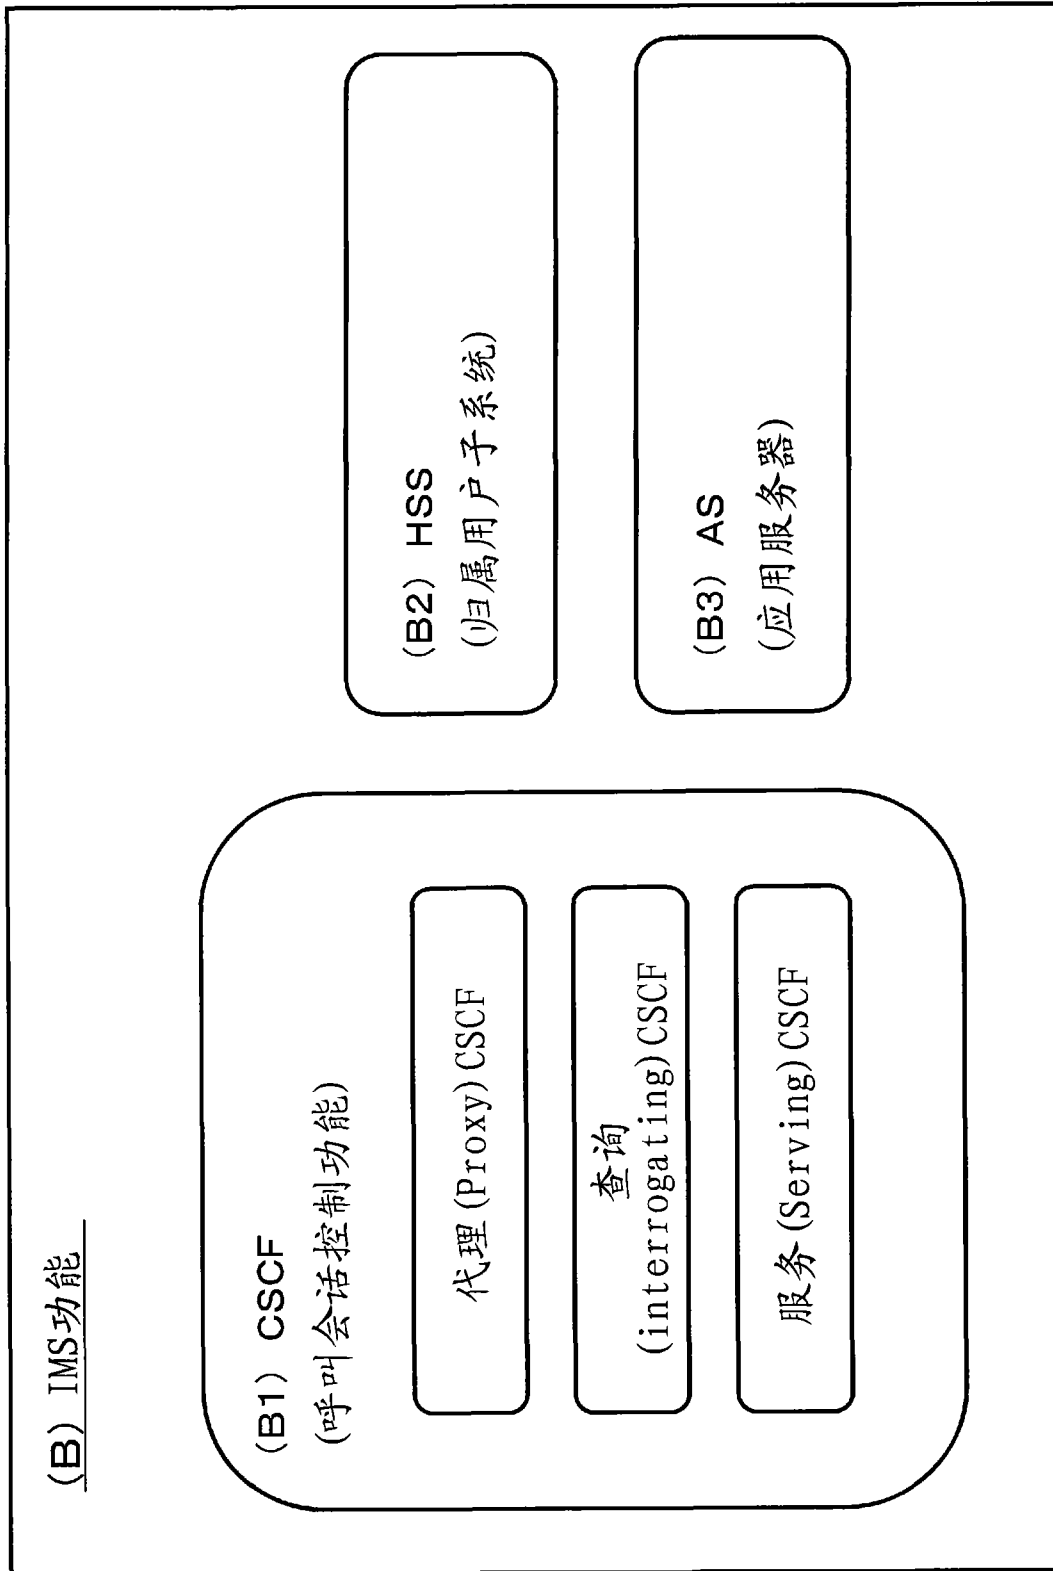 (B) IMS功能
(B1) CSCF
(呼叫会话控制功能)
代理(Proxy)CSCF
查询
(interrogating)CSCF
服务(Serving)CSCF
(B2) HSS
(归属用户子系统)
(B3) AS
(应用服务器)